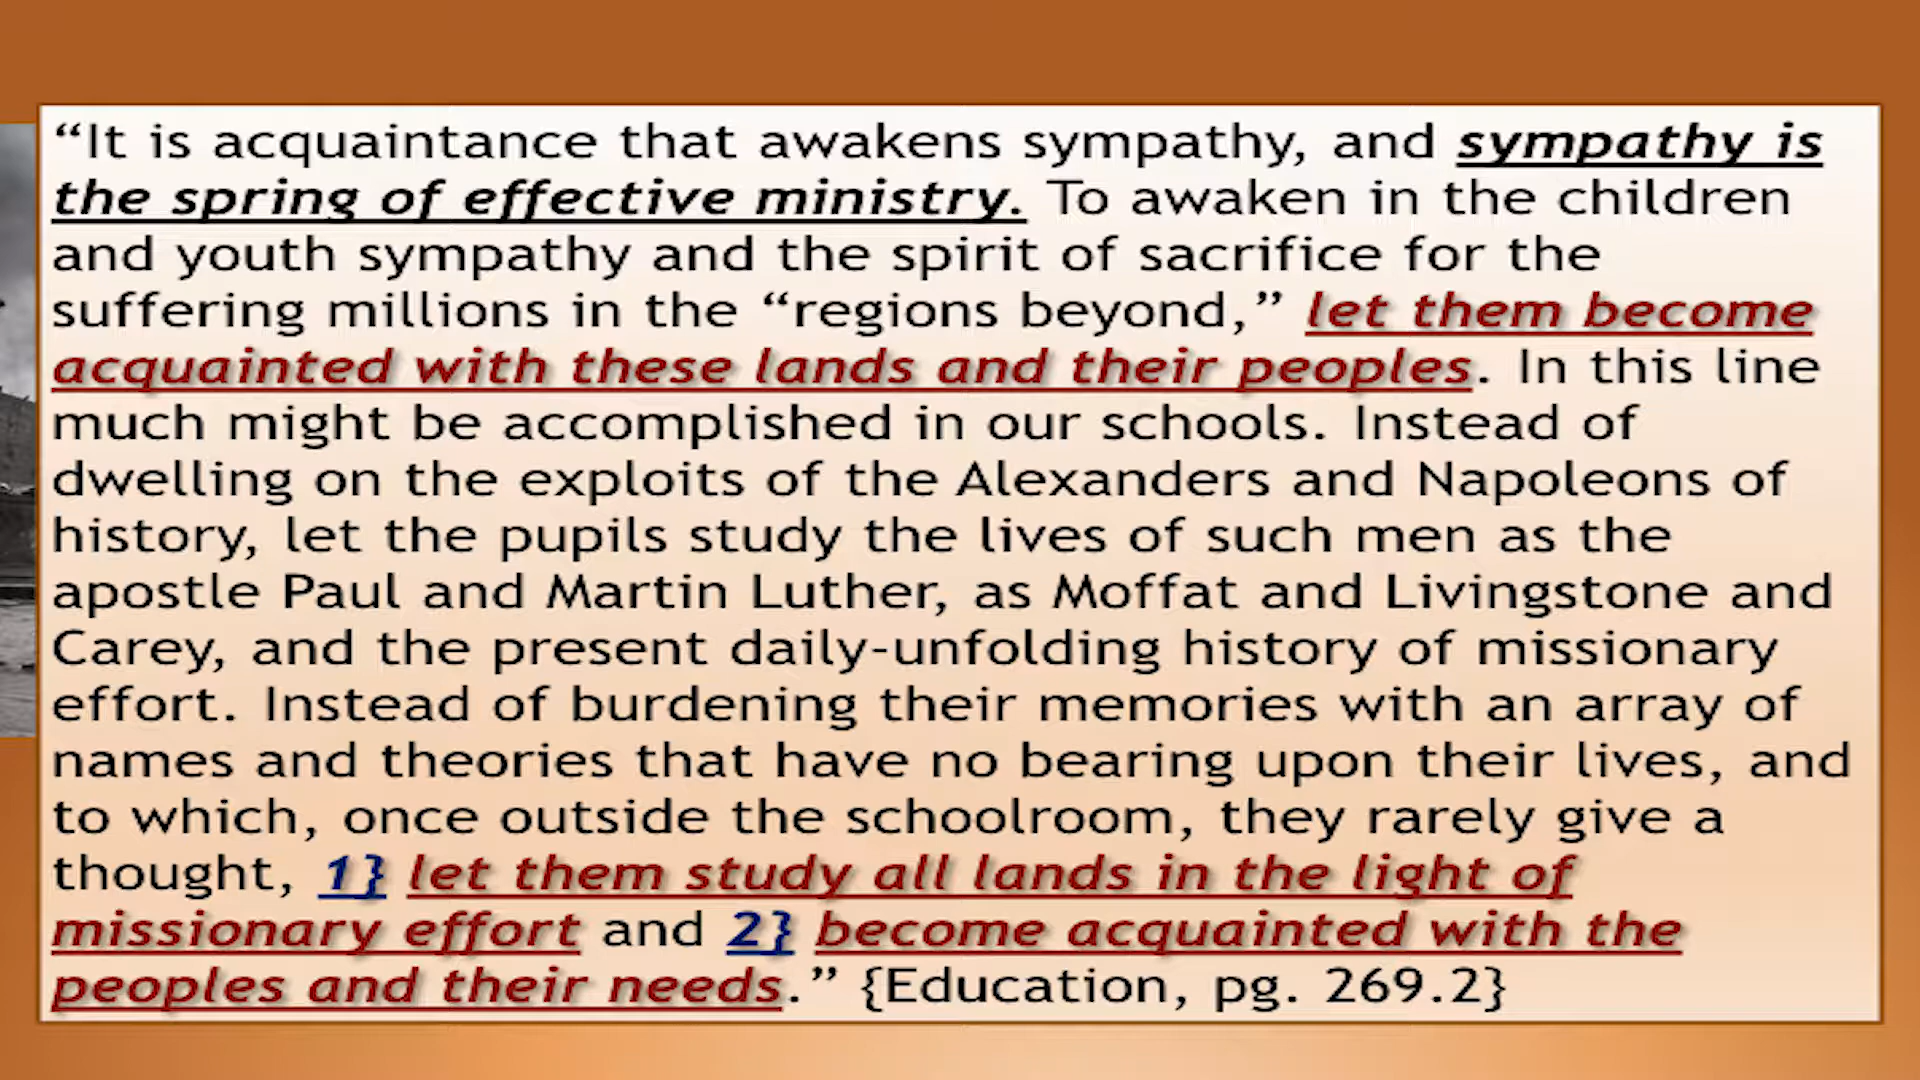 “It is acquaintance that awakens sympathy, and sympathy is
the spring of effective ministry. To awaken in the children
and youth sympathy and the spirit of sacrifice for the
suffering millions in the “regions beyond,” let them become
acquainted with these lands and their peoples. In this line
much might be accomplished in our schools. Instead of
dwelling on the exploits of the Alexanders and Napoleons of
history, let the pupils study the lives of such men as the
apostle Paul and Martin Luther, as Moffat and Livingstone and
Carey, and the present daily-unfolding history of missionary
effort. Instead of burdening their memories with an array of
names and theories that have no bearing upon their lives, and
to which, once outside the schoolroom, they rarely give a
thought, 1} let them study all lands in the light of
missionary effort and 2} become acquainted with the
peoples and their needs.” {Education, pg. 269.2}